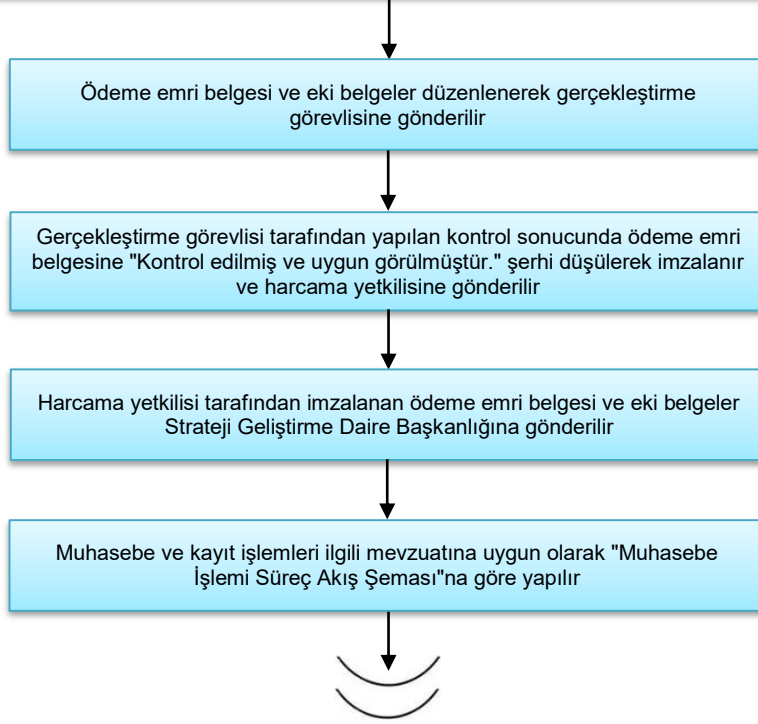 Ödeme emri belgesi ve eki belgeler düzenlenerek gerçekleştirme
görevlisine gönderilir
Gerçekleştirme görevlisi tarafından yapılan kontrol sonucunda ödeme emri
belgesine "Kontrol edilmiş ve uygun görülmüştür." şerhi düşülerek imzalanır
ve harcama yetkilisine gönderilir
Harcama yetkilisi tarafından imzalanan ödeme emri belgesi ve eki belgeler
Strateji Geliştirme Daire Başkanlığına gönderilir
Muhasebe ve kayıt işlemleri ilgili mevzuatına uygun olarak "Muhasebe
İşlemi Süreç Akış Şeması"na göre yapılır